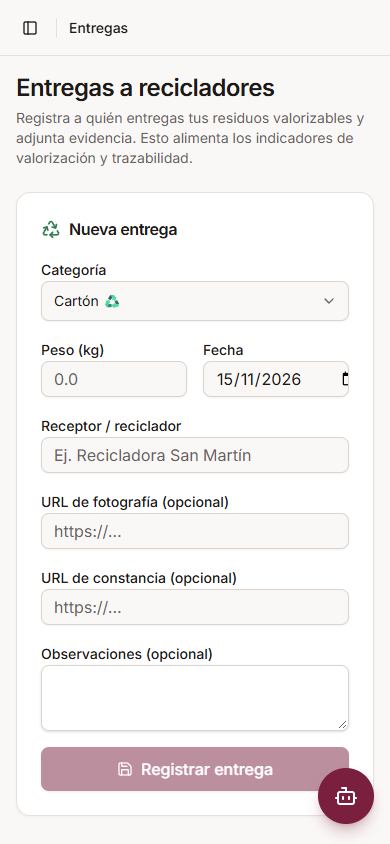 Entregas
Entregas a recicladores
Registra a quién entregas tus residuos valorizables y
adjunta evidencia. Esto alimenta los indicadores de
valorización y trazabilidad.
Nueva entrega
Categoría
Cartón ♻️
Peso (kg)
Fecha
0.0
15/11/2026
Receptor / reciclador
Ej. Recicladora San Martín
URL de fotografía (opcional)
https://...
URL de constancia (opcional)
https://...
Observaciones (opcional)
Registrar entrega